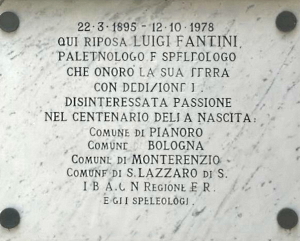 22·3·1895 - 12·10·1978
QUI RIPOSA LUIGI FANTINI,
PALETNOLOGO E SPELEOLOGO
CHE ONORÒ LA SUA TERRA
CON DEDIZIONE E
DISINTERESSATA PASSIONE
NEL CENTENARIO DELLA NASCITA:
COMUNE DI PIANORO
COMUNE BOLOGNA
COMUNE DI MONTERENZIO
COMUNE DI S.LAZZARO DI S.
I B A C N REGIONE E R.
E GLI SPELEOLOGI.